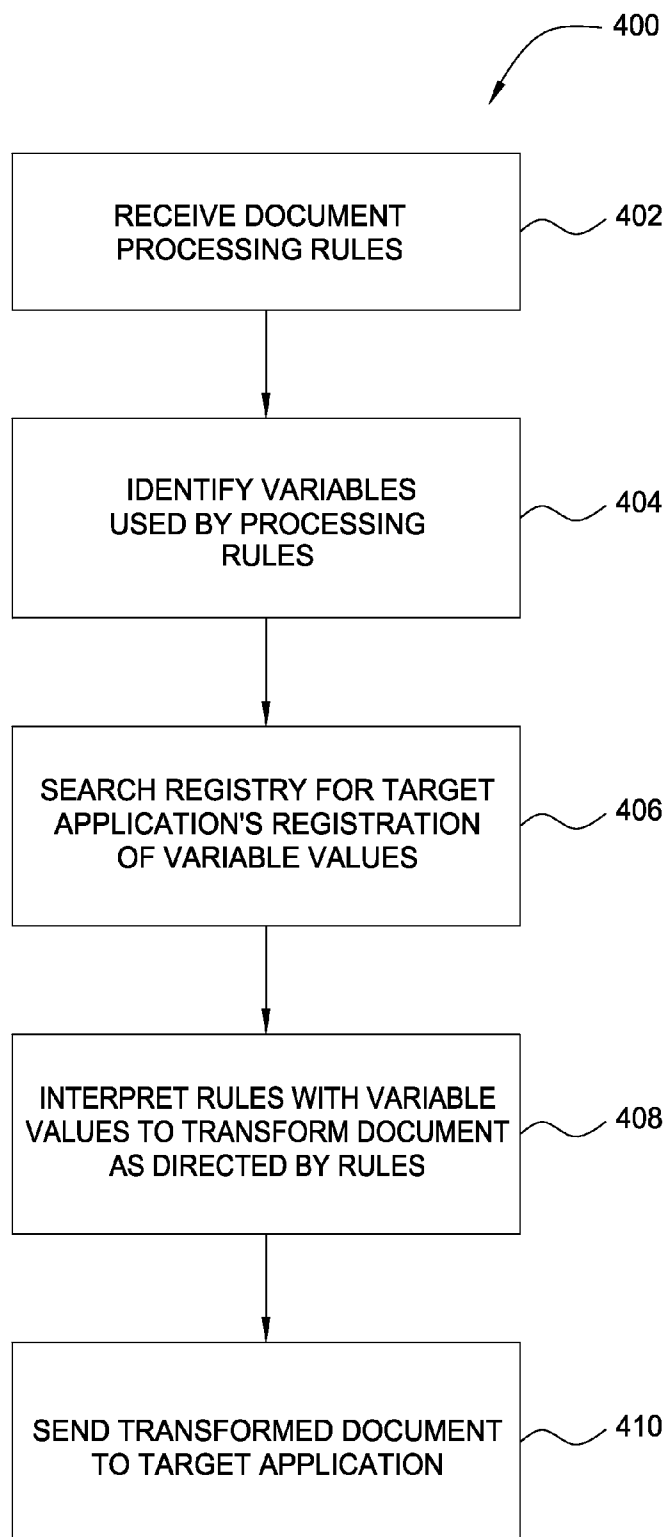 400
RECEIVE DOCUMENT
PROCESSING RULES
402
IDENTIFY VARIABLES
USED BY PROCESSING
RULES
404
SEARCH REGISTRY FOR TARGET
APPLICATION'S REGISTRATION
OF VARIABLE VALUES
406
INTERPRET RULES WITH VARIABLE
VALUES TO TRANSFORM DOCUMENT
AS DIRECTED BY RULES
408
SEND TRANSFORMED DOCUMENT
TO TARGET APPLICATION
410